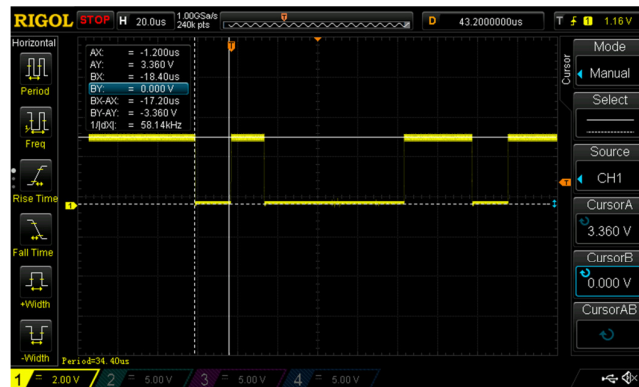 RIGOL STOP H 20.0us 1.00GSa/s 240k pts T D 43.2000000us T 1 1.16 V
Horizontal
Period
Freq
Rise Time
Fall Time
+Width
-Width
AX: = -1.200us
AY: = 3.360 V
BX: = -18.40us
BY: = 0.000 V
BX-AX: = -17.20us
BY-AY: = -3.360 V
1/|dX|: = 58.14kHz
T
T
1
Period=34.40us
Cursor
Mode
Manual
Select
Source
CH1
CursorA
3.360 V
CursorB
0.000 V
CursorAB
1 = 2.00 V 2 = 5.00 V 3 = 5.00 V 4 = 5.00 V